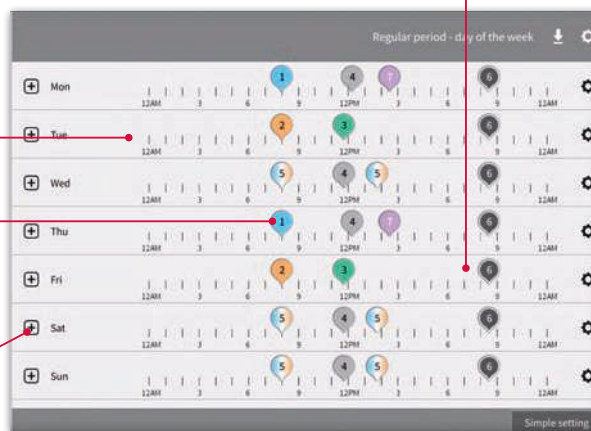 Regular period - day of the week
Mon 1 4 7 6
12AM 3 6 9 12PM 3 6 9 12AM
Tue 2 3 6
12AM 3 6 9 12PM 3 6 9 12AM
Wed 5 4 5 6
12AM 3 6 9 12PM 3 6 9 12AM
Thu 1 4 7 6
12AM 3 6 9 12PM 3 6 9 12AM
Fri 2 3 6
12AM 3 6 9 12PM 3 6 9 12AM
Sat 5 4 5 6
12AM 3 6 9 12PM 3 6 9 12AM
Sun 5 4 5 6
12AM 3 6 9 12PM 3 6 9 12AM
Simple setting